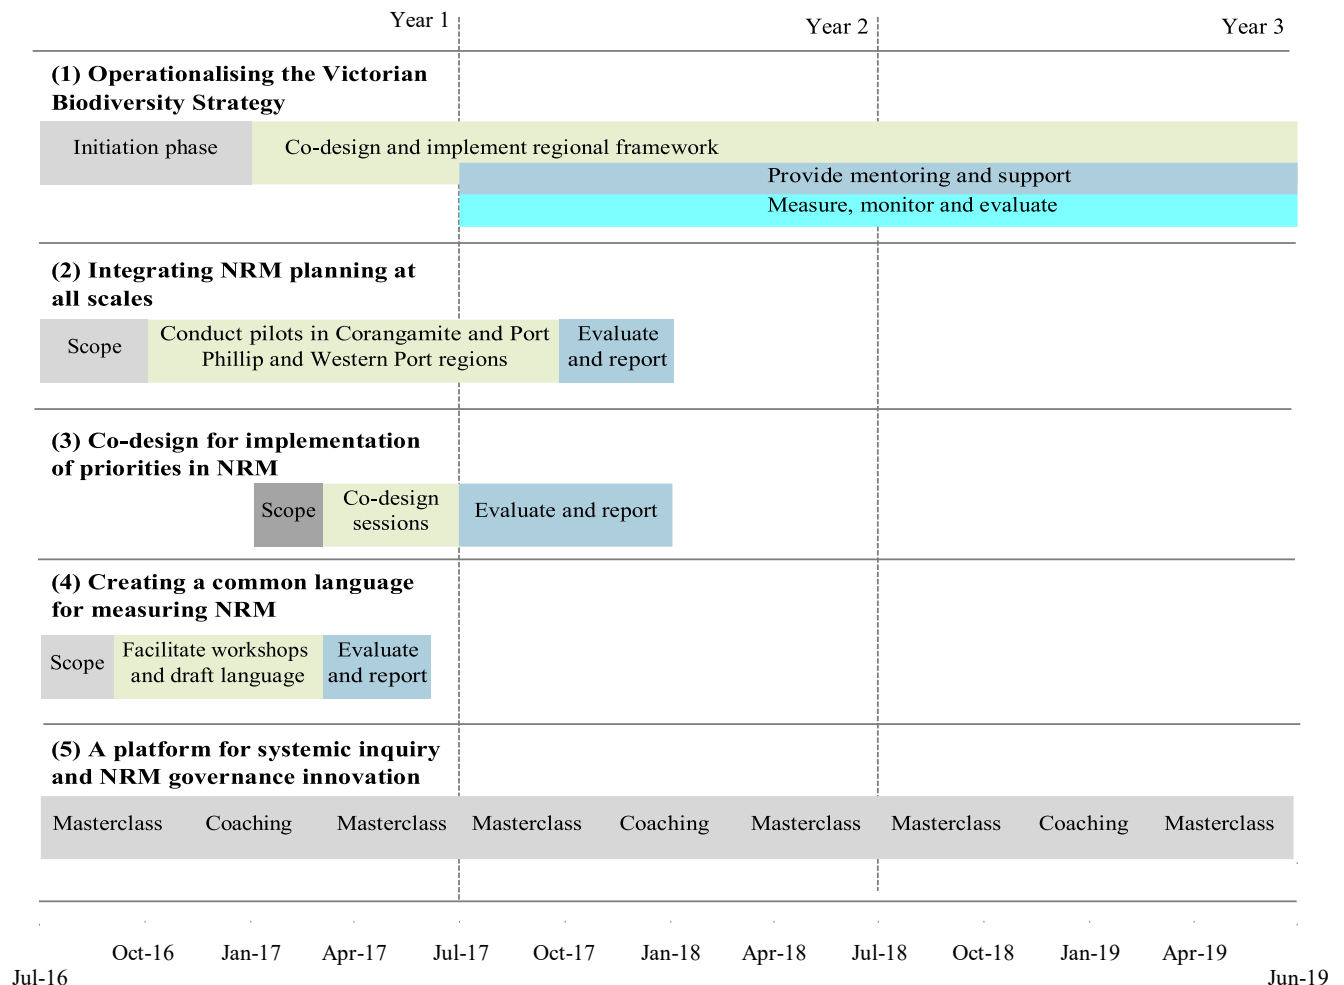 Year 1
Year 2
Year 3
(1) Operationalising the Victorian
Biodiversity Strategy
Initiation phase
Co-design and implement regional framework
Provide mentoring and support
Measure, monitor and evaluate
(2) Integrating NRM planning at
all scales
Scope
Conduct pilots in Corangamite and Port
Phillip and Western Port regions
Evaluate
and report
(3) Co-design for implementation
of priorities in NRM
Scope
Co-design
sessions
Evaluate and report
(4) Creating a common language
for measuring NRM
Scope
Facilitate workshops
and draft language
Evaluate
and report
(5) A platform for systemic inquiry
and NRM governance innovation
Masterclass Coaching Masterclass Masterclass Coaching Masterclass Masterclass Coaching Masterclass
Oct-16 Jan-17 Apr-17 Jul-17 Oct-17 Jan-18 Apr-18 Jul-18 Oct-18 Jan-19 Apr-19
Jul-16 Jun-19